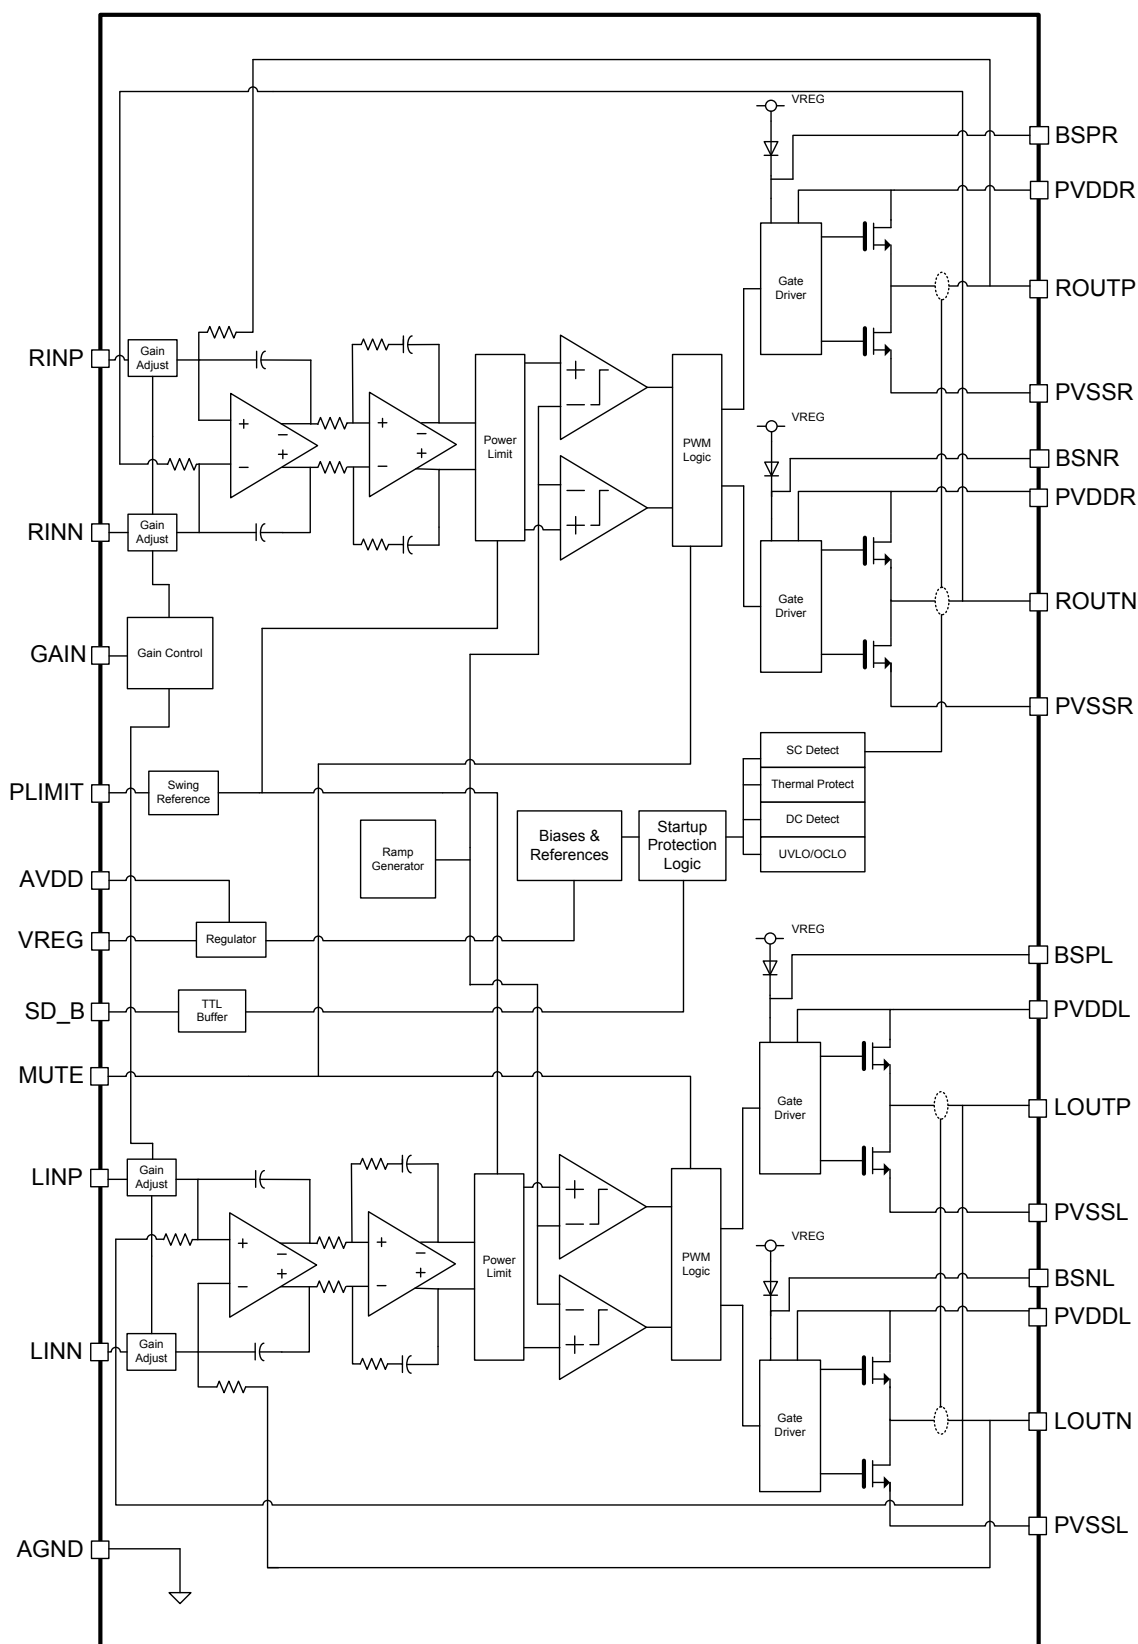 VREG
BSPR
PVDDR
Gate
Driver
ROUTP
RINP
Gain
Adjust
+
−
−
+
+
−
−
+
Power
Limit
+
−
−
+
PWM
Logic
PVSSR
VREG
BSNR
PVDDR
RINN
Gain
Adjust
Gate
Driver
ROUTN
GAIN
Gain Control
PVSSR
PLIMIT
Swing
Reference
SC Detect
Thermal Protect
DC Detect
UVLO/OCLO
Ramp
Generator
Biases &
References
Startup
Protection
Logic
AVDD
VREG
Regulator
VREG
BSPL
SD_B
TTL
Buffer
PVDDL
MUTE
Gate
Driver
LOUTP
LINP
Gain
Adjust
+
−
−
+
+
−
−
+
Power
Limit
+
−
−
+
PWM
Logic
PVSSL
VREG
BSNL
PVDDL
LINN
Gain
Adjust
Gate
Driver
LOUTN
PVSSL
AGND